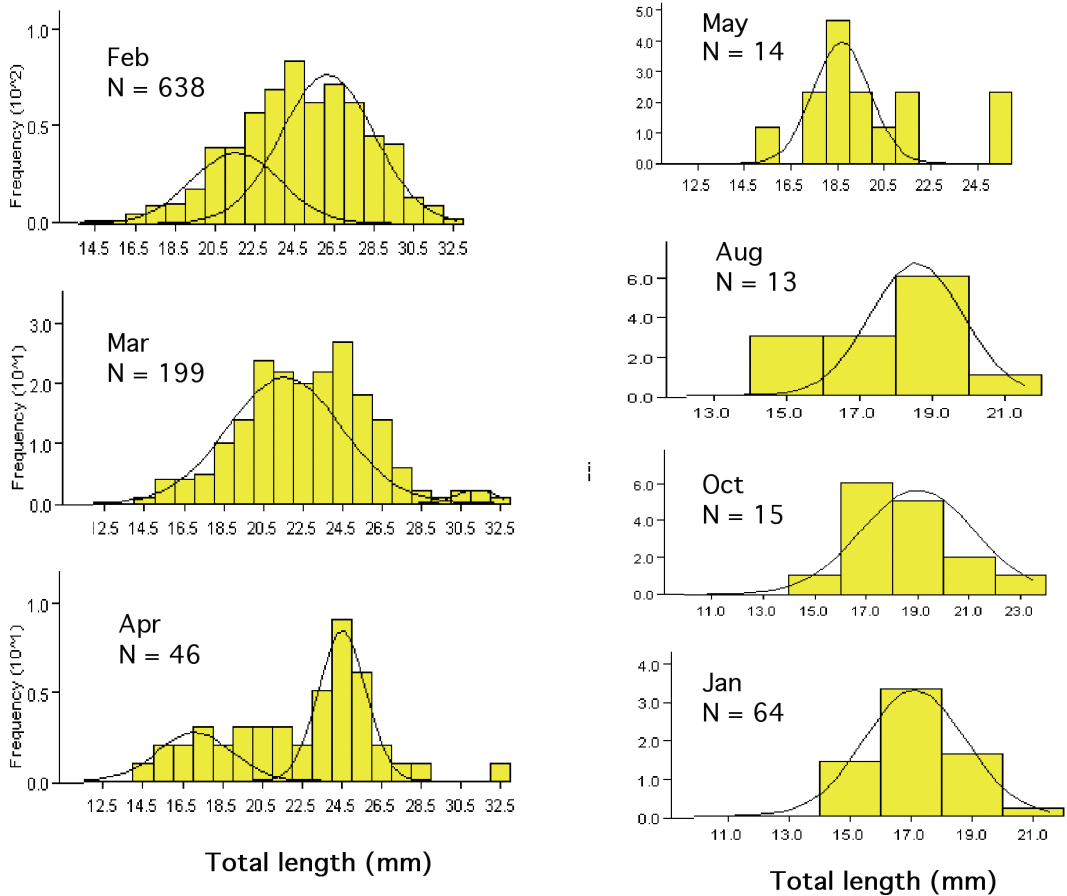 Frequency (10^2)
1.0
0.5
0.0
Feb
N = 638
14.5 16.5 18.5 20.5 22.5 24.5 26.5 28.5 30.5 32.5
Frequency (10^1)
3.0
2.0
1.0
0.0
Mar
N = 199
12.5 14.5 16.5 18.5 20.5 22.5 24.5 26.5 28.5 30.5 32.5
Frequency (10^1)
1.0
0.5
0.0
Apr
N = 46
12.5 14.5 16.5 18.5 20.5 22.5 24.5 26.5 28.5 30.5 32.5
Total length (mm)
5.0
4.0
3.0
2.0
1.0
0.0
May
N = 14
12.5 14.5 16.5 18.5 20.5 22.5 24.5
6.0
4.0
2.0
0.0
Aug
N = 13
13.0 15.0 17.0 19.0 21.0
6.0
4.0
2.0
0.0
Oct
N = 15
11.0 13.0 15.0 17.0 19.0 21.0 23.0
4.0
3.0
2.0
1.0
0.0
Jan
N = 64
11.0 13.0 15.0 17.0 19.0 21.0
Total length (mm)